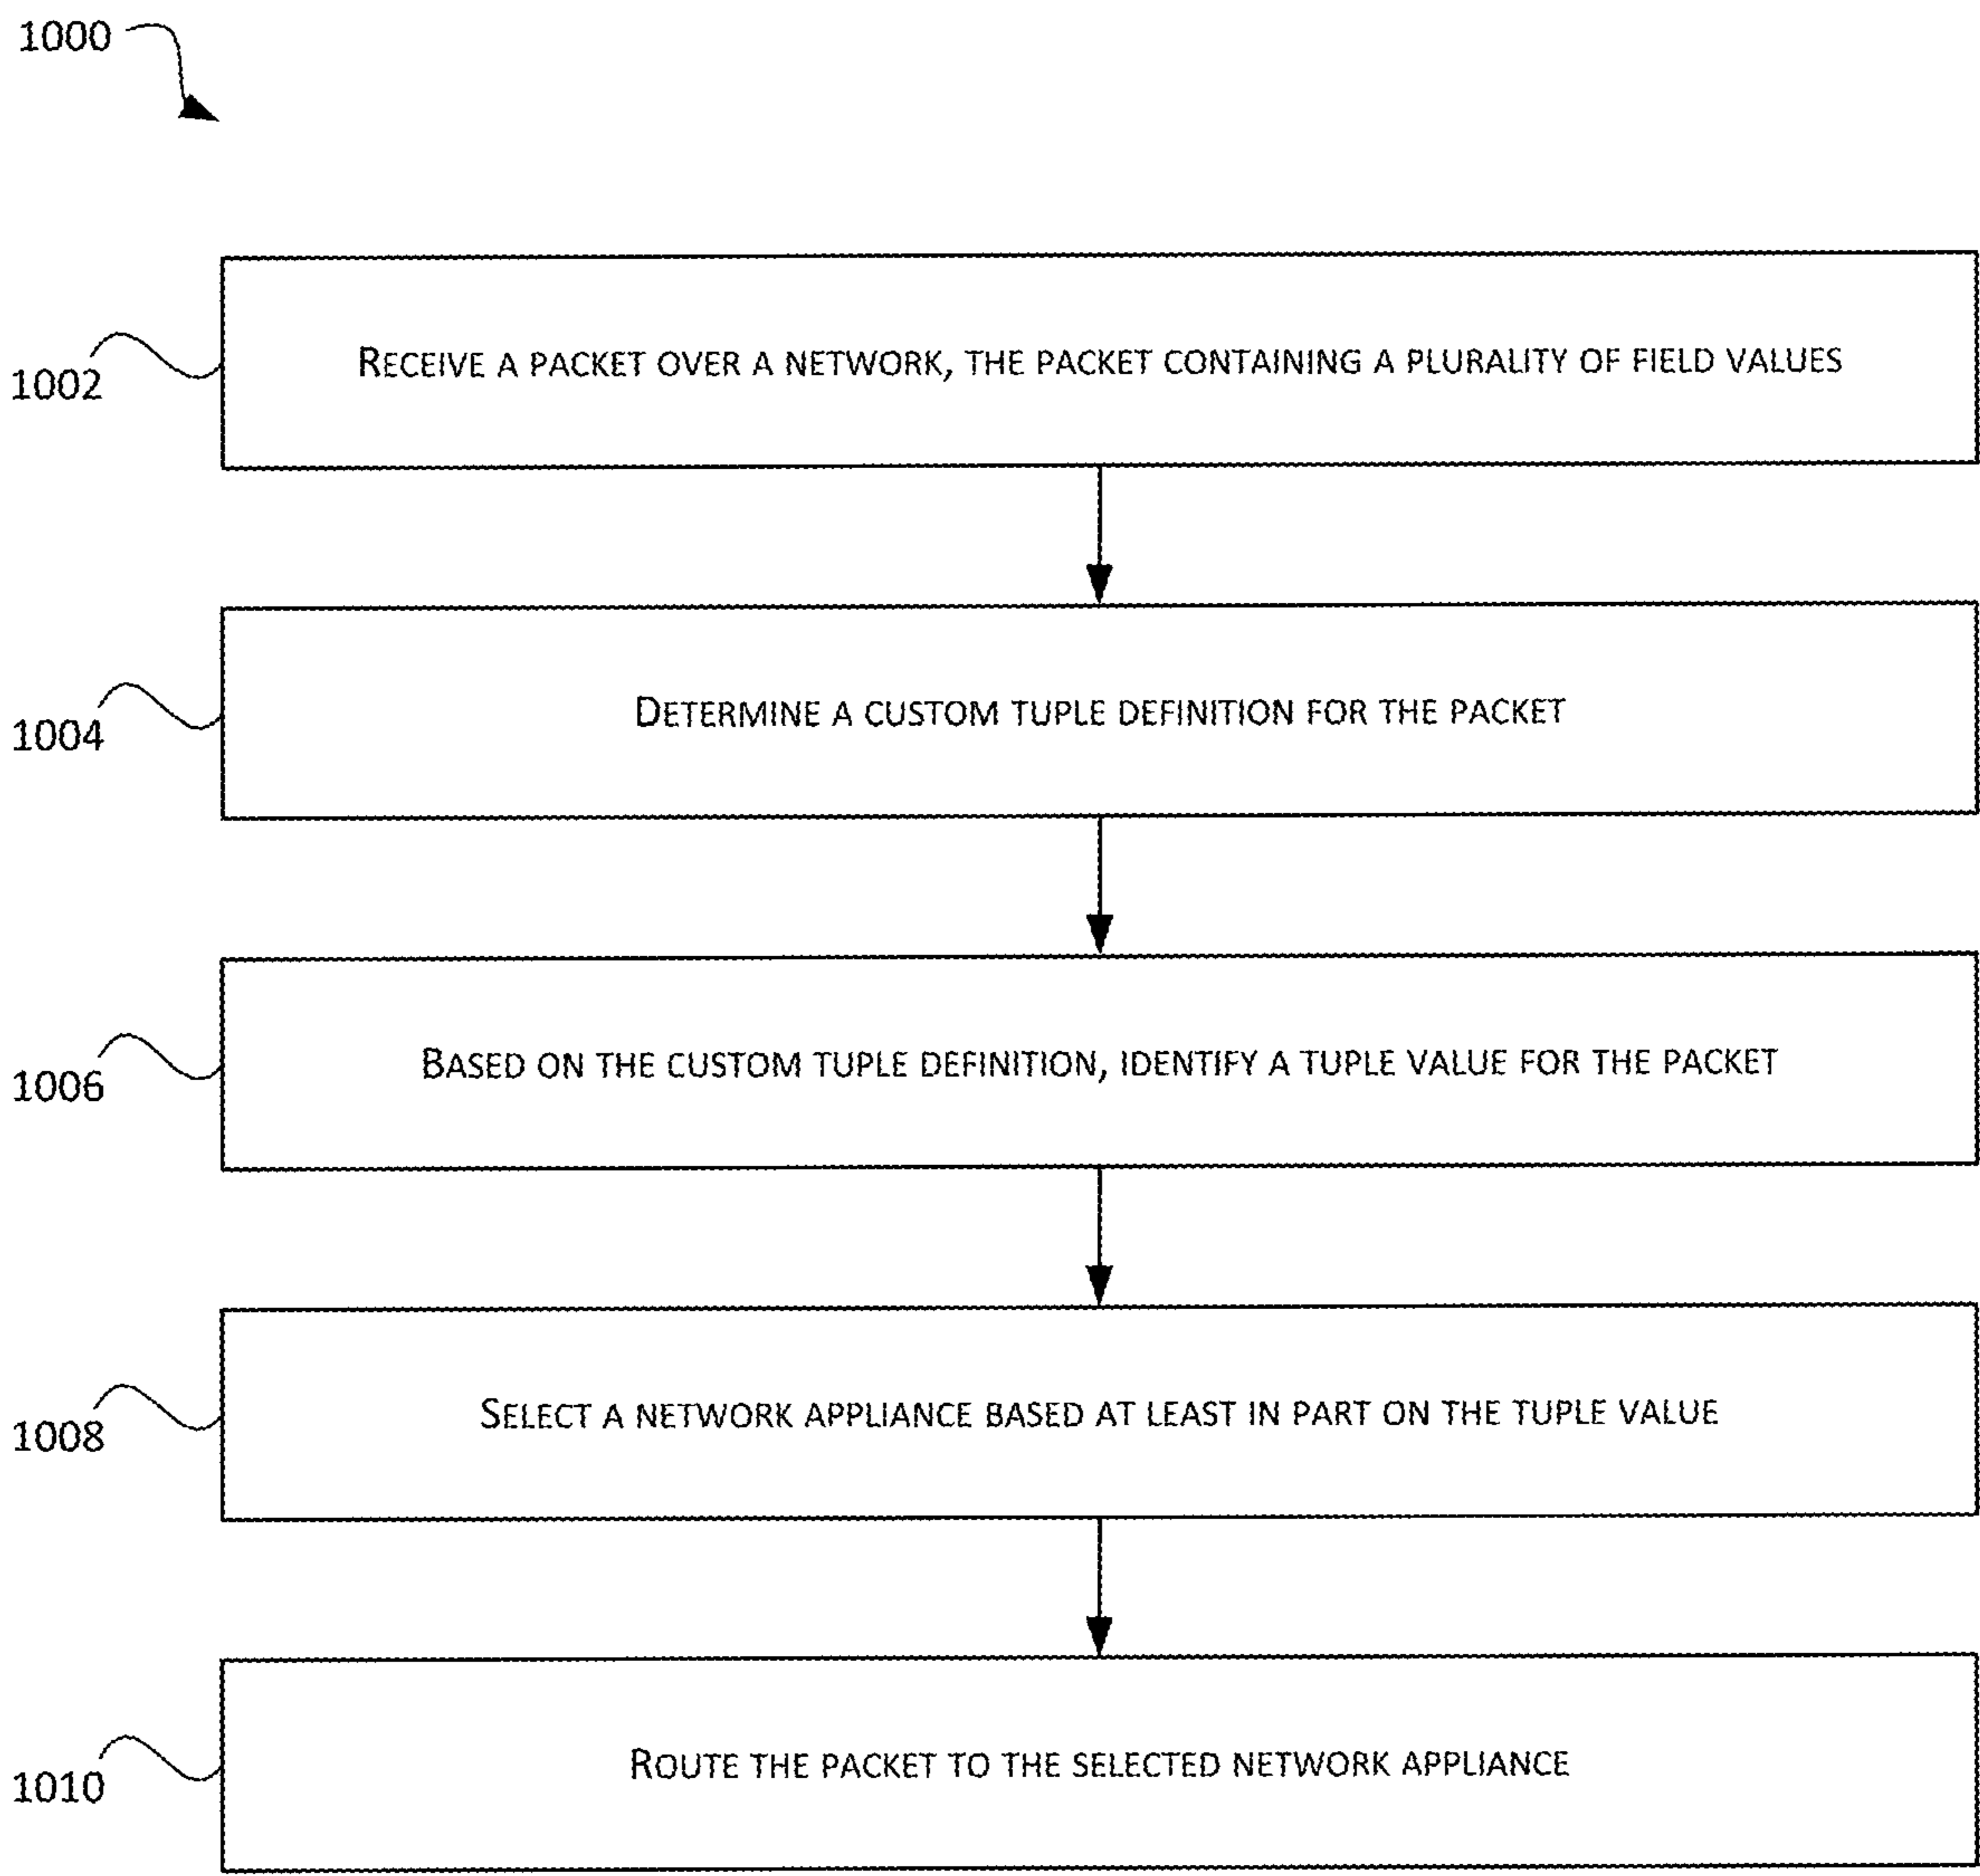 1000
1002
RECEIVE A PACKET OVER A NETWORK, THE PACKET CONTAINING A PLURALITY OF FIELD VALUES
1004
DETERMINE A CUSTOM TUPLE DEFINITION FOR THE PACKET
1006
BASED ON THE CUSTOM TUPLE DEFINITION, IDENTIFY A TUPLE VALUE FOR THE PACKET
1008
SELECT A NETWORK APPLIANCE BASED AT LEAST IN PART ON THE TUPLE VALUE
1010
ROUTE THE PACKET TO THE SELECTED NETWORK APPLIANCE